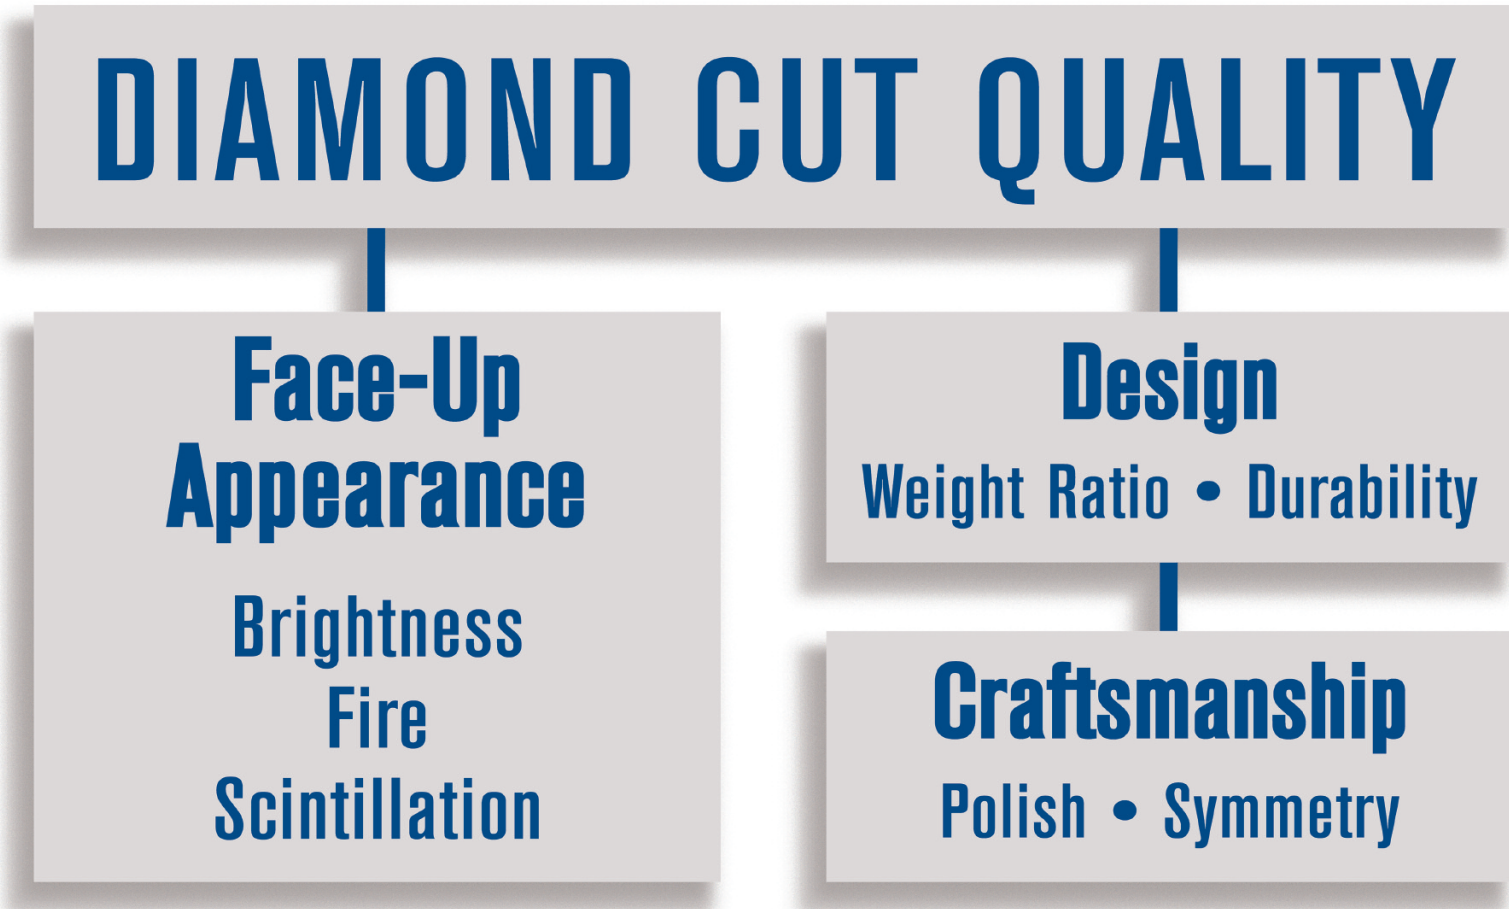 DIAMOND CUT QUALITY
Face-Up
Appearance
Brightness
Fire
Scintillation
Design
Weight Ratio • Durability
Craftsmanship
Polish • Symmetry